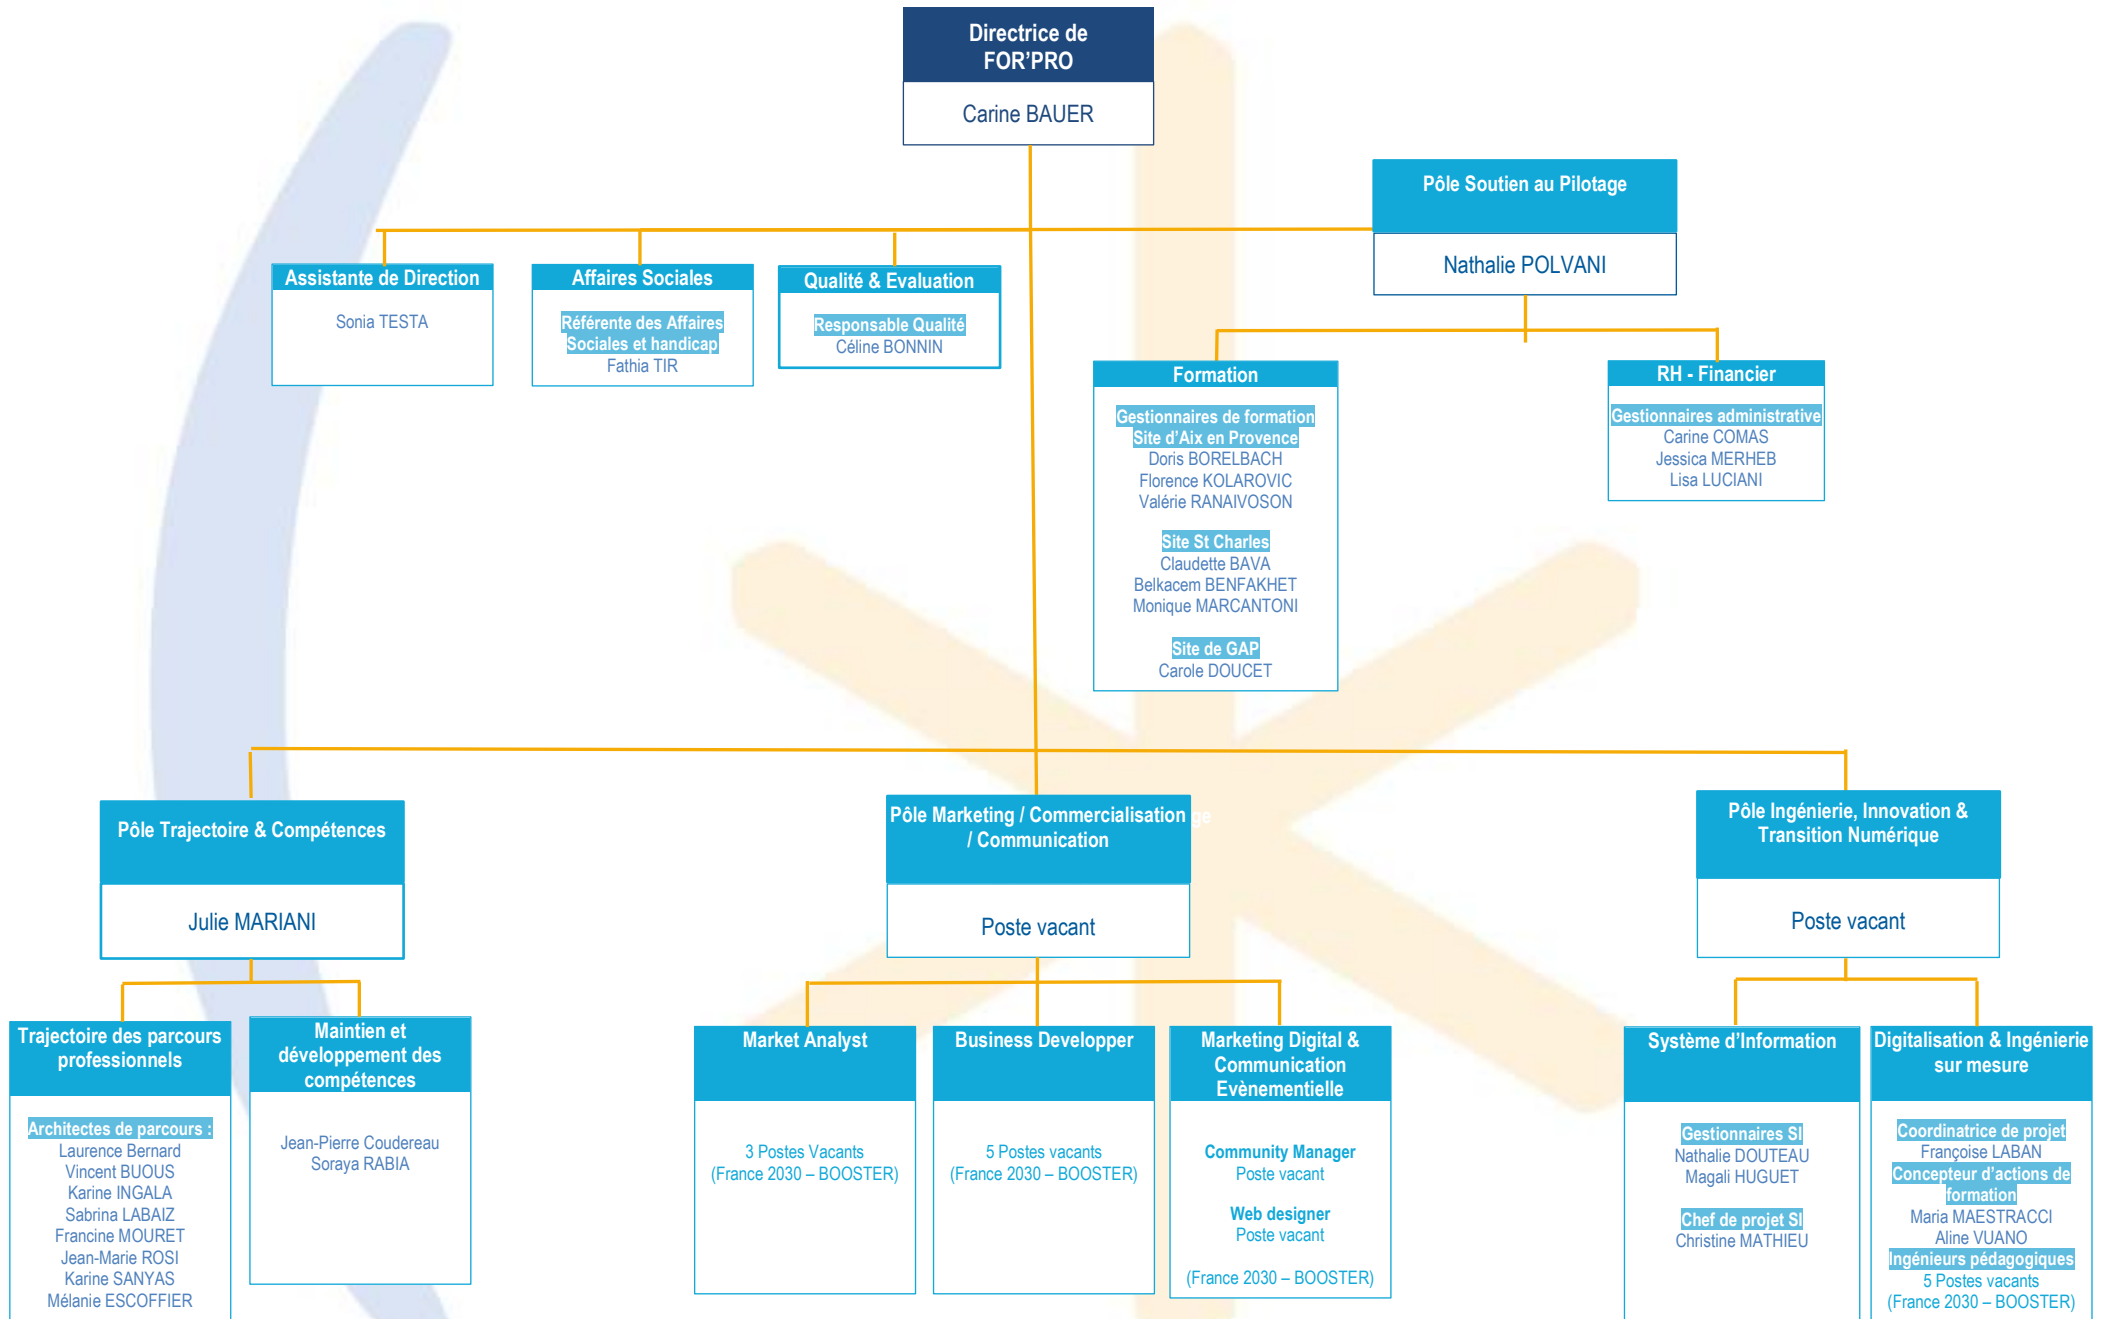 Directrice de
FOR’PRO
Carine BAUER
Pôle Soutien au Pilotage
Nathalie POLVANI
Assistante de Direction
Sonia TESTA
Affaires Sociales
Référente des Affaires
Sociales et handicap
Fathia TIR
Qualité & Evaluation
Responsable Qualité
Céline BONNIN
Formation
Gestionnaires de formation
Site d’Aix en Provence
Doris BORELBACH
Florence KOLAROVIC
Valérie RANAIVOSON
Site St Charles
Claudette BAVA
Belkacem BENFAKHET
Monique MARCANTONI
Site de GAP
Carole DOUCET
RH - Financier
Gestionnaires administrative
Carine COMAS
Jessica MERHEB
Lisa LUCIANI
Pôle Trajectoire & Compétences
Julie MARIANI
Pôle Marketing / Commercialisation
/ Communication
Poste vacant
Pôle Ingénierie, Innovation &
Transition Numérique
Poste vacant
Trajectoire des parcours
professionnels
Architectes de parcours :
Laurence Bernard
Vincent BUOUS
Karine INGALA
Sabrina LABAIZ
Francine MOURET
Jean-Marie ROSI
Karine SANYAS
Mélanie ESCOFFIER
Maintien et
développement des
compétences
Jean-Pierre Coudereau
Soraya RABIA
Market Analyst
3 Postes Vacants
(France 2030 – BOOSTER)
Business Developper
5 Postes vacants
(France 2030 – BOOSTER)
Marketing Digital &
Communication
Evènementielle
Community Manager
Poste vacant
Web designer
Poste vacant
(France 2030 – BOOSTER)
Système d’Information
Gestionnaires SI
Nathalie DOUTEAU
Magali HUGUET
Chef de projet SI
Christine MATHIEU
Digitalisation & Ingénierie
sur mesure
Coordinatrice de projet
Françoise LABAN
Concepteur d’actions de
formation
Maria MAESTRACCI
Aline VUANO
Ingénieurs pédagogiques
5 Postes vacants
(France 2030 – BOOSTER)